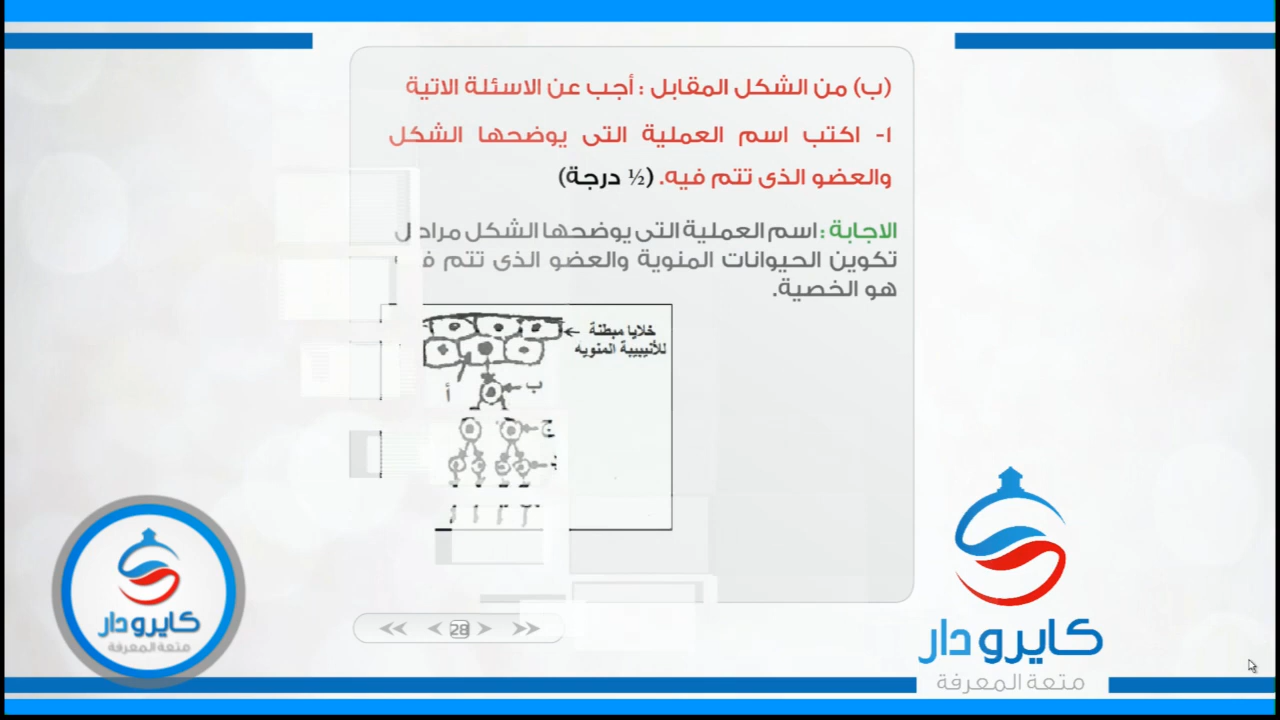 (ب) من الشكل المقابل : أجب عن الاسئلة الاتية
١- اكتب اسم العملية التى يوضحها الشكل
والعضو الذى تتم فيه. (½ درجة)
الاجابة : اسم العملية التى يوضحها الشكل مراحل
تكوين الحيوانات المنوية والعضو الذى تتم
هو الخصية.
خلايا مبطنة
للأنيبيبة المنويه
أ
ب
ج
28
كايرو دار
متعة المعرفة
كايرو دار
متعة المعرفة